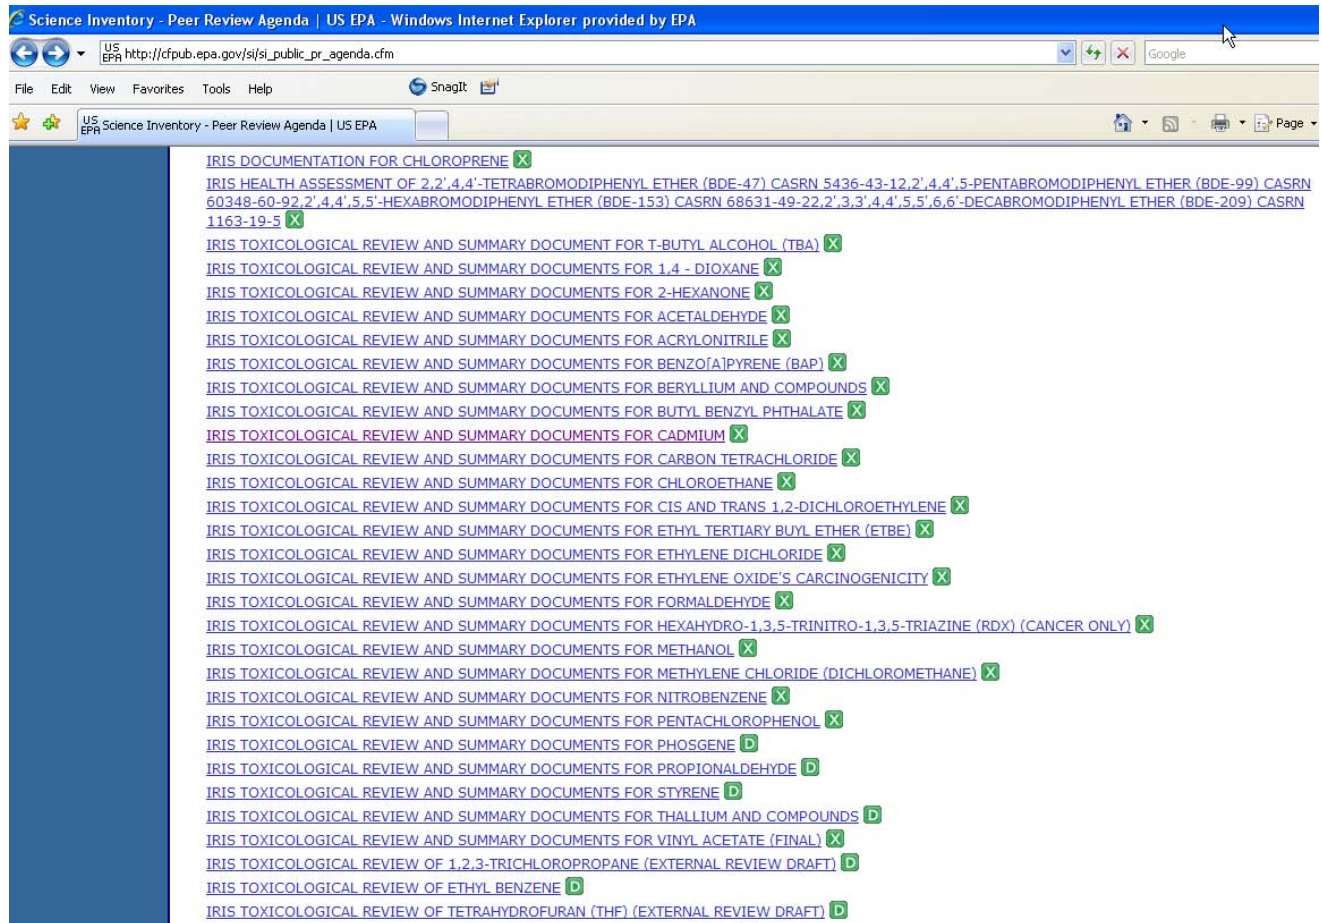 Science Inventory - Peer Review Agenda | US EPA - Windows Internet Explorer provided by EPA
US EPA http://cfpub.epa.gov/si/si_public_pr_agenda.cfm Google
File Edit View Favorites Tools Help SnagIt
US EPA Science Inventory - Peer Review Agenda | US EPA Page
IRIS DOCUMENTATION FOR CHLOROPRENE X
IRIS HEALTH ASSESSMENT OF 2,2',4,4'-TETRABROMODIPHENYL ETHER (BDE-47) CASRN 5436-43-12,2',4,4',5-PENTABROMODIPHENYL ETHER (BDE-99) CASRN
60348-60-92,2',4,4',5,5'-HEXABROMODIPHENYL ETHER (BDE-153) CASRN 68631-49-22,2',3,3',4,4',5,5',6,6'-DECABROMODIPHENYL ETHER (BDE-209) CASRN
1163-19-5 X
IRIS TOXICOLOGICAL REVIEW AND SUMMARY DOCUMENT FOR T-BUTYL ALCOHOL (TBA) X
IRIS TOXICOLOGICAL REVIEW AND SUMMARY DOCUMENTS FOR 1,4 - DIOXANE X
IRIS TOXICOLOGICAL REVIEW AND SUMMARY DOCUMENTS FOR 2-HEXANONE X
IRIS TOXICOLOGICAL REVIEW AND SUMMARY DOCUMENTS FOR ACETALDEHYDE X
IRIS TOXICOLOGICAL REVIEW AND SUMMARY DOCUMENTS FOR ACRYLONITRILE X
IRIS TOXICOLOGICAL REVIEW AND SUMMARY DOCUMENTS FOR BENZO[A]PYRENE (BAP) X
IRIS TOXICOLOGICAL REVIEW AND SUMMARY DOCUMENTS FOR BERYLLIUM AND COMPOUNDS X
IRIS TOXICOLOGICAL REVIEW AND SUMMARY DOCUMENTS FOR BUTYL BENZYL PHTHALATE X
IRIS TOXICOLOGICAL REVIEW AND SUMMARY DOCUMENTS FOR CADMIUM X
IRIS TOXICOLOGICAL REVIEW AND SUMMARY DOCUMENTS FOR CARBON TETRACHLORIDE X
IRIS TOXICOLOGICAL REVIEW AND SUMMARY DOCUMENTS FOR CHLOROETHANE X
IRIS TOXICOLOGICAL REVIEW AND SUMMARY DOCUMENTS FOR CIS AND TRANS 1,2-DICHLOROETHYLENE X
IRIS TOXICOLOGICAL REVIEW AND SUMMARY DOCUMENTS FOR ETHYL TERTIARY BUYL ETHER (ETBE) X
IRIS TOXICOLOGICAL REVIEW AND SUMMARY DOCUMENTS FOR ETHYLENE DICHLORIDE X
IRIS TOXICOLOGICAL REVIEW AND SUMMARY DOCUMENTS FOR ETHYLENE OXIDE'S CARCINOGENICITY X
IRIS TOXICOLOGICAL REVIEW AND SUMMARY DOCUMENTS FOR FORMALDEHYDE X
IRIS TOXICOLOGICAL REVIEW AND SUMMARY DOCUMENTS FOR HEXAHYDRO-1,3,5-TRINITRO-1,3,5-TRIAZINE (RDX) (CANCER ONLY) X
IRIS TOXICOLOGICAL REVIEW AND SUMMARY DOCUMENTS FOR METHANOL X
IRIS TOXICOLOGICAL REVIEW AND SUMMARY DOCUMENTS FOR METHYLENE CHLORIDE (DICHLOROMETHANE) X
IRIS TOXICOLOGICAL REVIEW AND SUMMARY DOCUMENTS FOR NITROBENZENE X
IRIS TOXICOLOGICAL REVIEW AND SUMMARY DOCUMENTS FOR PENTACHLOROPHENOL X
IRIS TOXICOLOGICAL REVIEW AND SUMMARY DOCUMENTS FOR PHOSGENE D
IRIS TOXICOLOGICAL REVIEW AND SUMMARY DOCUMENTS FOR PROPIONALDEHYDE D
IRIS TOXICOLOGICAL REVIEW AND SUMMARY DOCUMENTS FOR STYRENE D
IRIS TOXICOLOGICAL REVIEW AND SUMMARY DOCUMENTS FOR THALLIUM AND COMPOUNDS D
IRIS TOXICOLOGICAL REVIEW AND SUMMARY DOCUMENTS FOR VINYL ACETATE (FINAL) X
IRIS TOXICOLOGICAL REVIEW OF 1,2,3-TRICHLOROPROPANE (EXTERNAL REVIEW DRAFT) D
IRIS TOXICOLOGICAL REVIEW OF ETHYL BENZENE D
IRIS TOXICOLOGICAL REVIEW OF TETRAHYDROFURAN (THF) (EXTERNAL REVIEW DRAFT) D